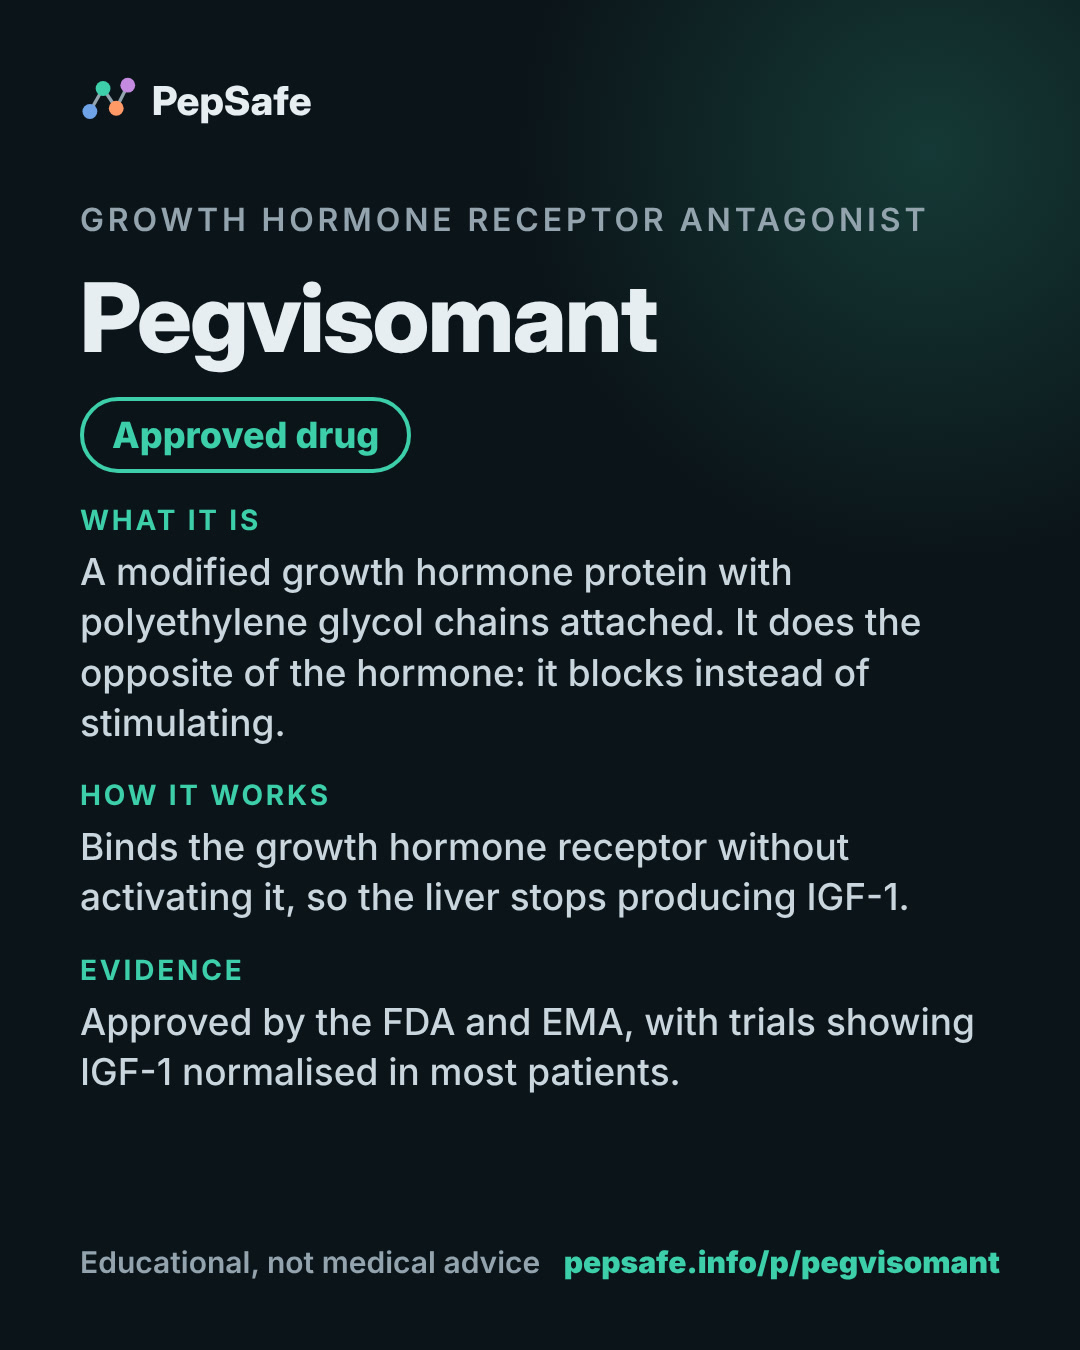 PepSafe
GROWTH HORMONE RECEPTOR ANTAGONIST
Pegvisomant
Approved drug
WHAT IT IS
A modified growth hormone protein with
polyethylene glycol chains attached. It does the
opposite of the hormone: it blocks instead of
stimulating.
HOW IT WORKS
Binds the growth hormone receptor without
activating it, so the liver stops producing IGF-1.
EVIDENCE
Approved by the FDA and EMA, with trials showing
IGF-1 normalised in most patients.
Educational, not medical advice pepsafe.info/p/pegvisomant